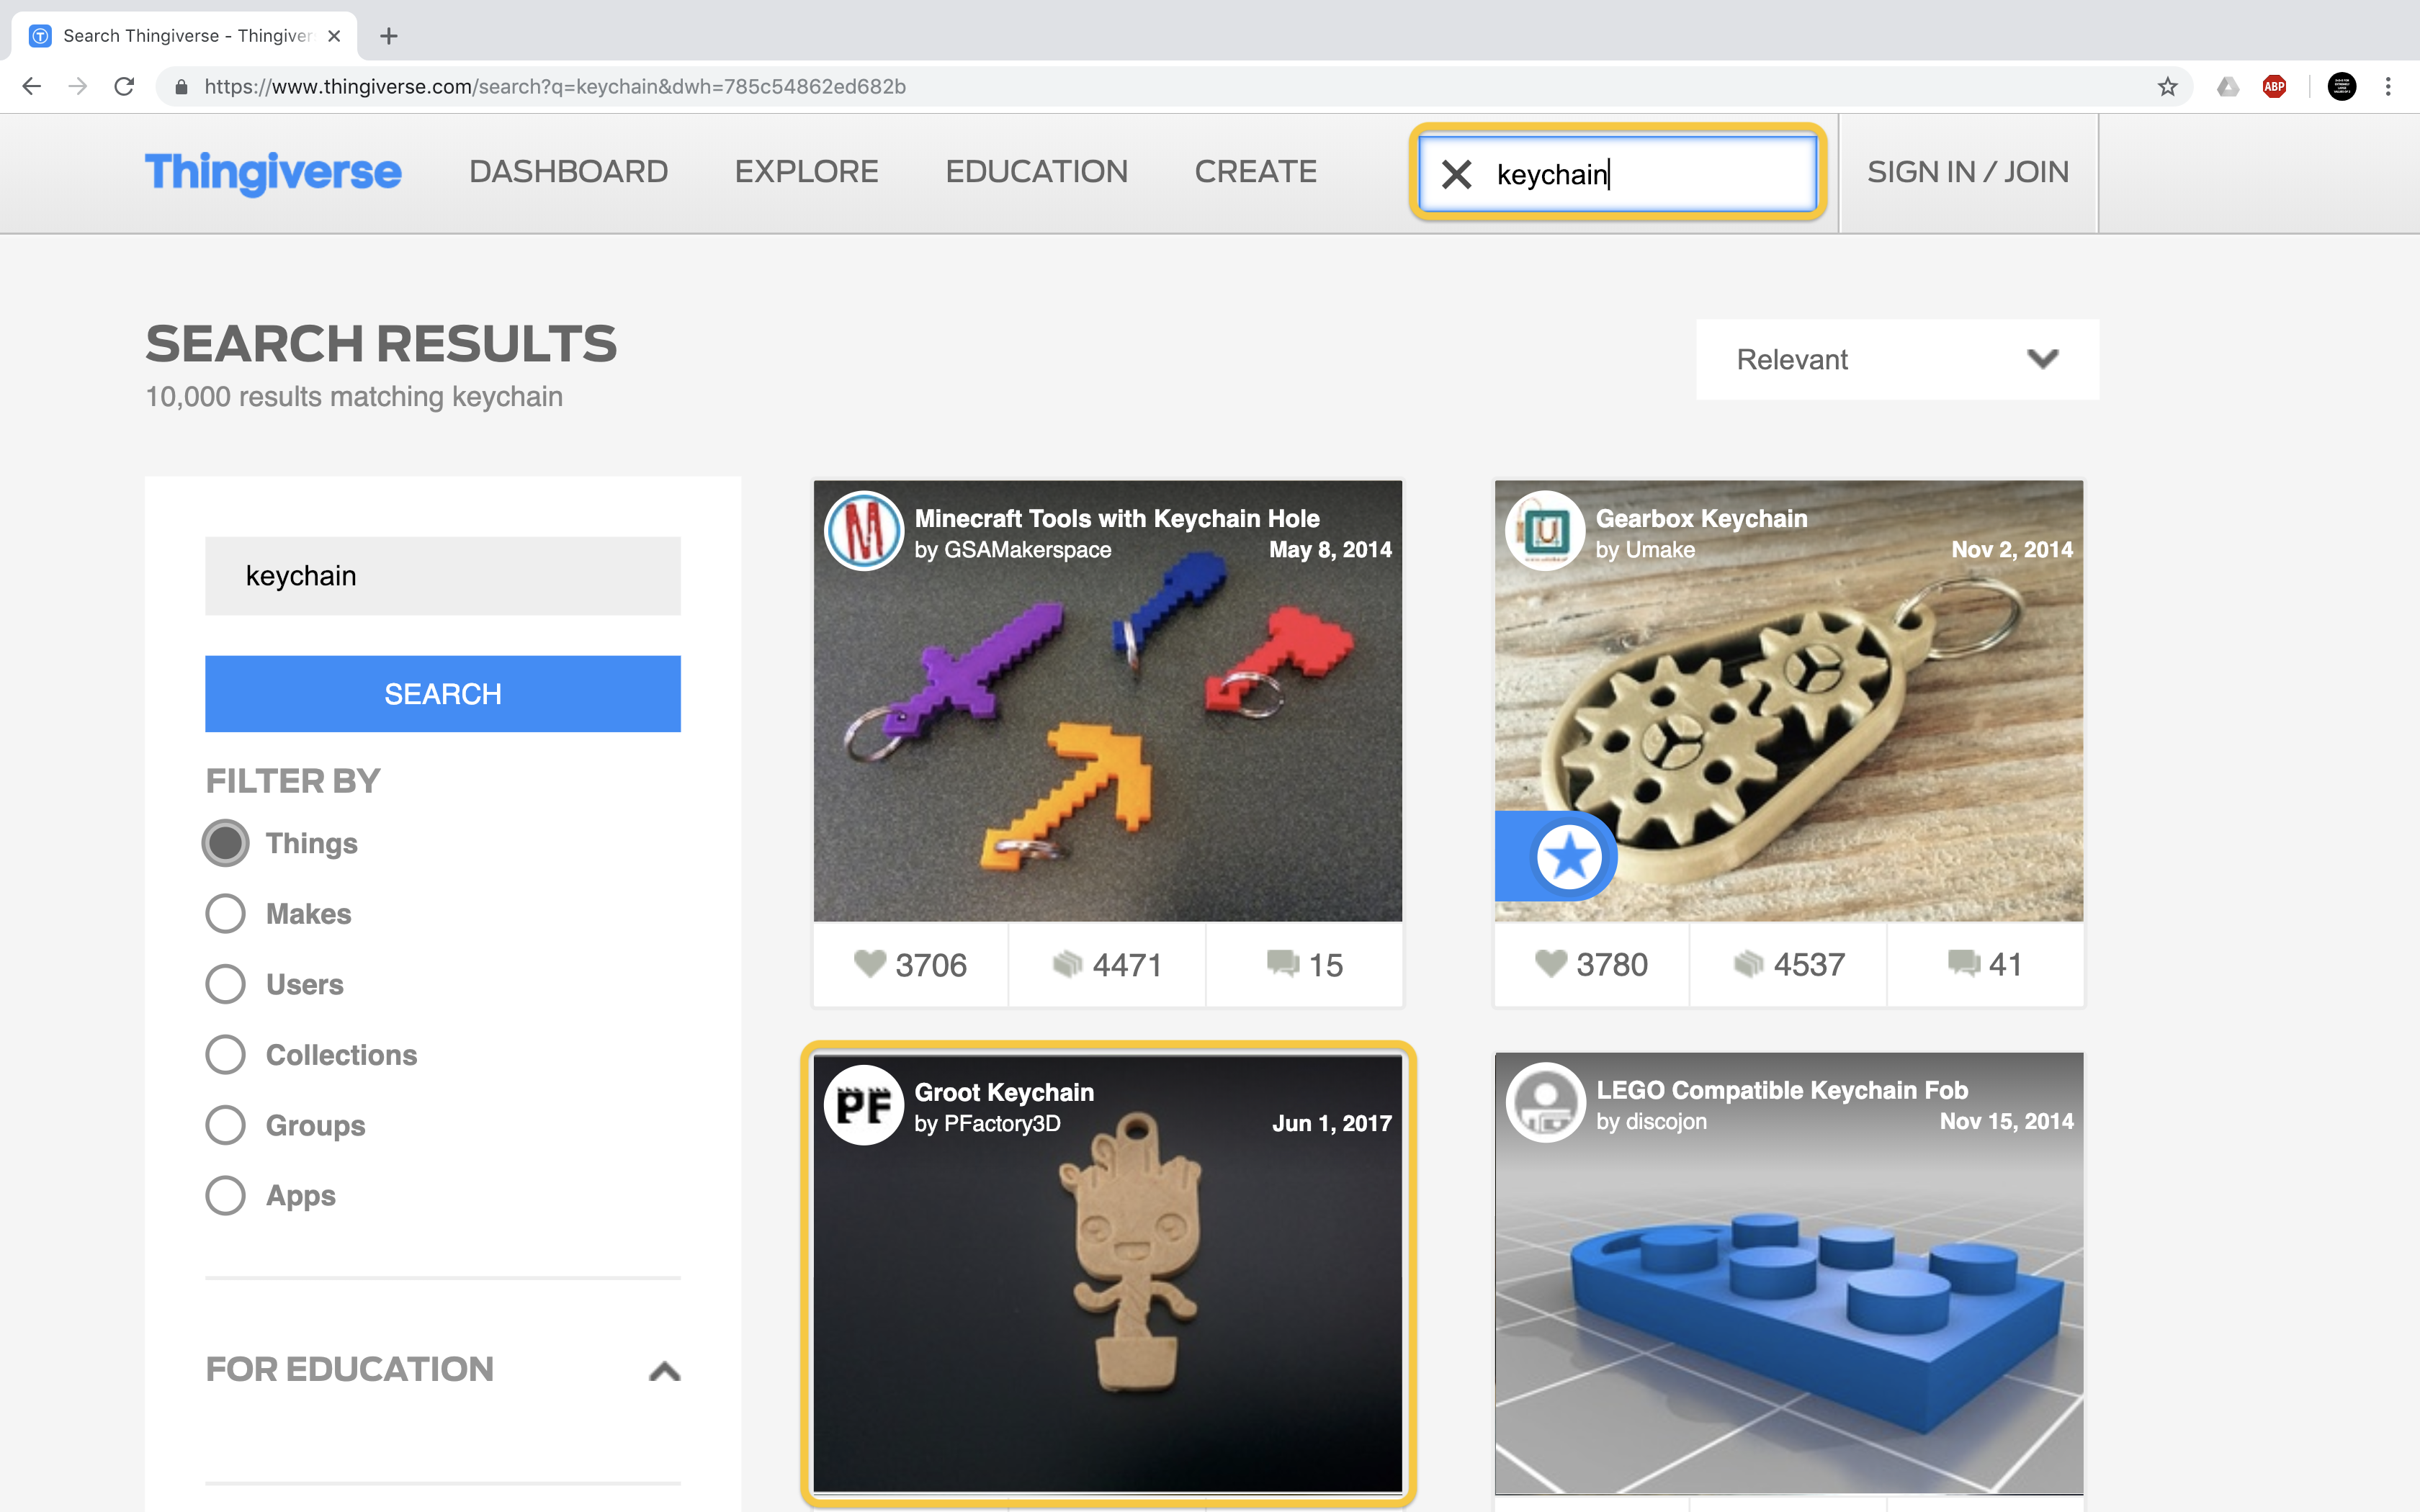 Search Thingiverse - Thingiver
https://www.thingiverse.com/search?q=keychain&dwh=785c54862ed682b
ABP
Thingiverse
DASHBOARD
EXPLORE
EDUCATION
CREATE
keychain
SIGN IN / JOIN
SEARCH RESULTS
10,000 results matching keychain
Relevant
keychain
SEARCH
FILTER BY
Things
Makes
Users
Collections
Groups
Apps
FOR EDUCATION
M
Minecraft Tools with Keychain Hole
by GSAMakerspace
May 8, 2014
3706
4471
15
U
Gearbox Keychain
by Umake
Nov 2, 2014
3780
4537
41
PF
Groot Keychain
by PFactory3D
Jun 1, 2017
LEGO Compatible Keychain Fob
by discojon
Nov 15, 2014